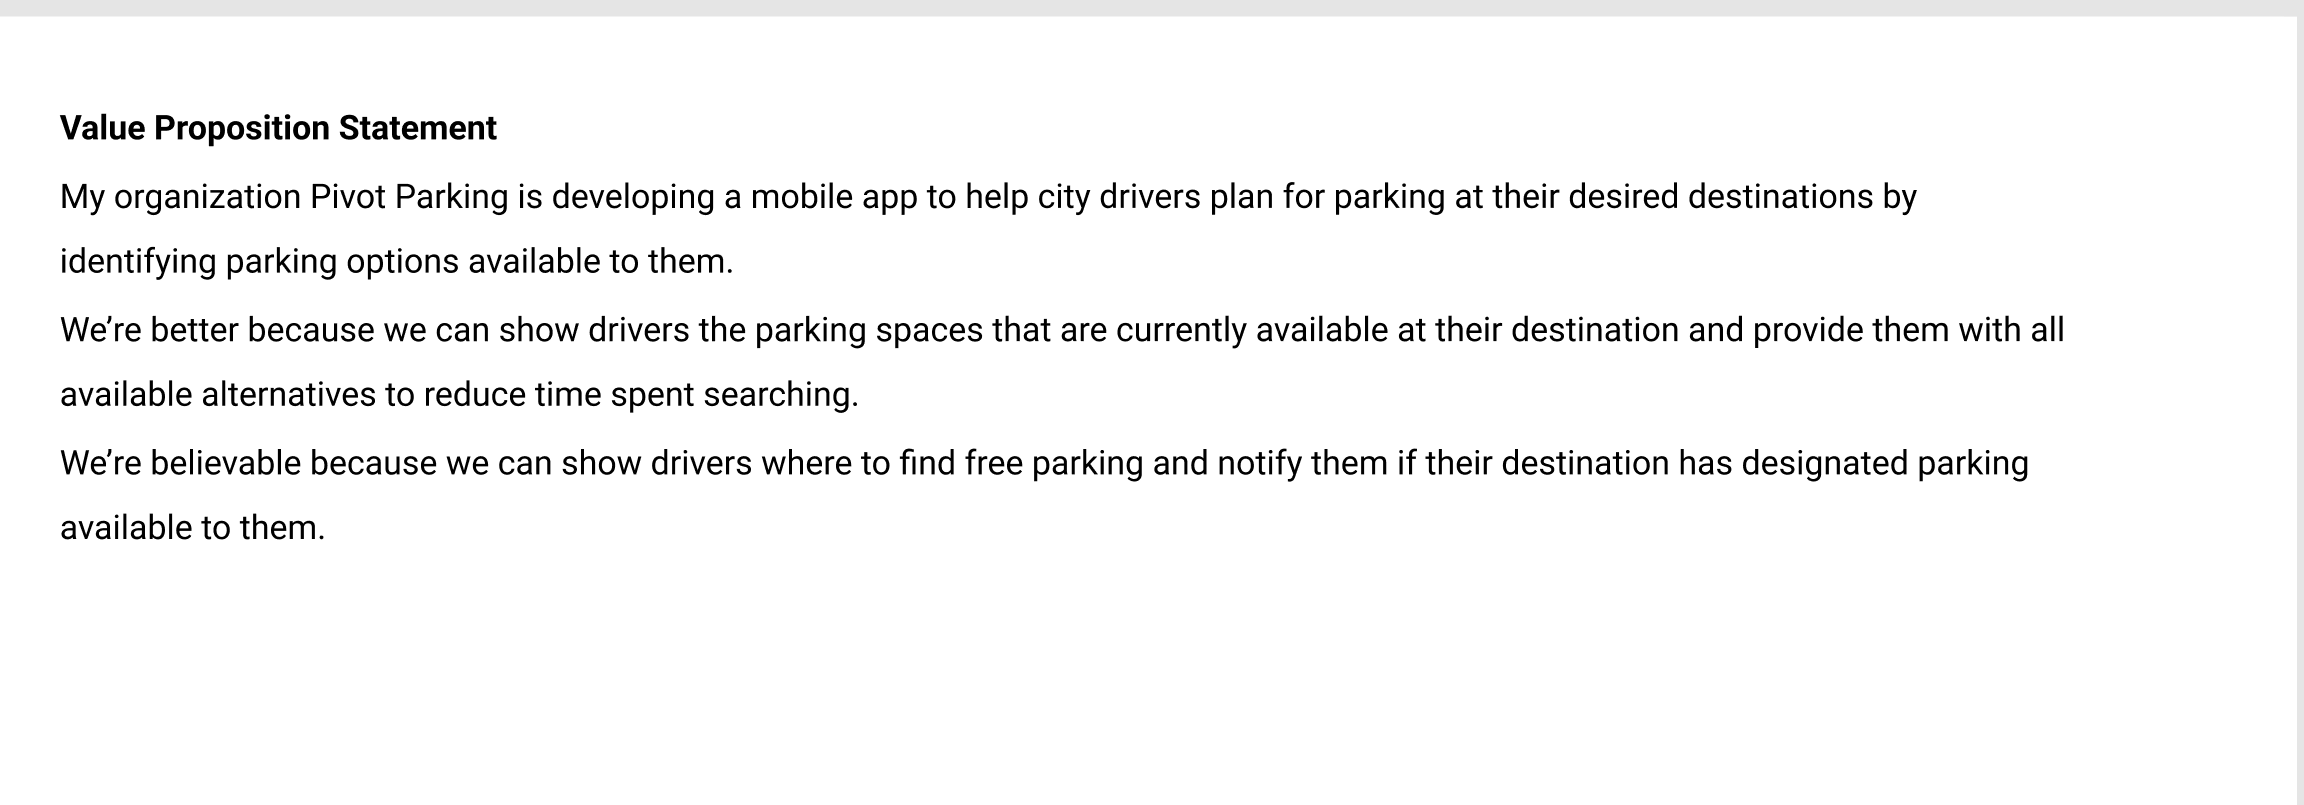 Value Proposition Statement
My organization Pivot Parking is developing a mobile app to help city drivers plan for parking at their desired destinations by
identifying parking options available to them.
We’re better because we can show drivers the parking spaces that are currently available at their destination and provide them with all
available alternatives to reduce time spent searching.
We’re believable because we can show drivers where to find free parking and notify them if their destination has designated parking
available to them.